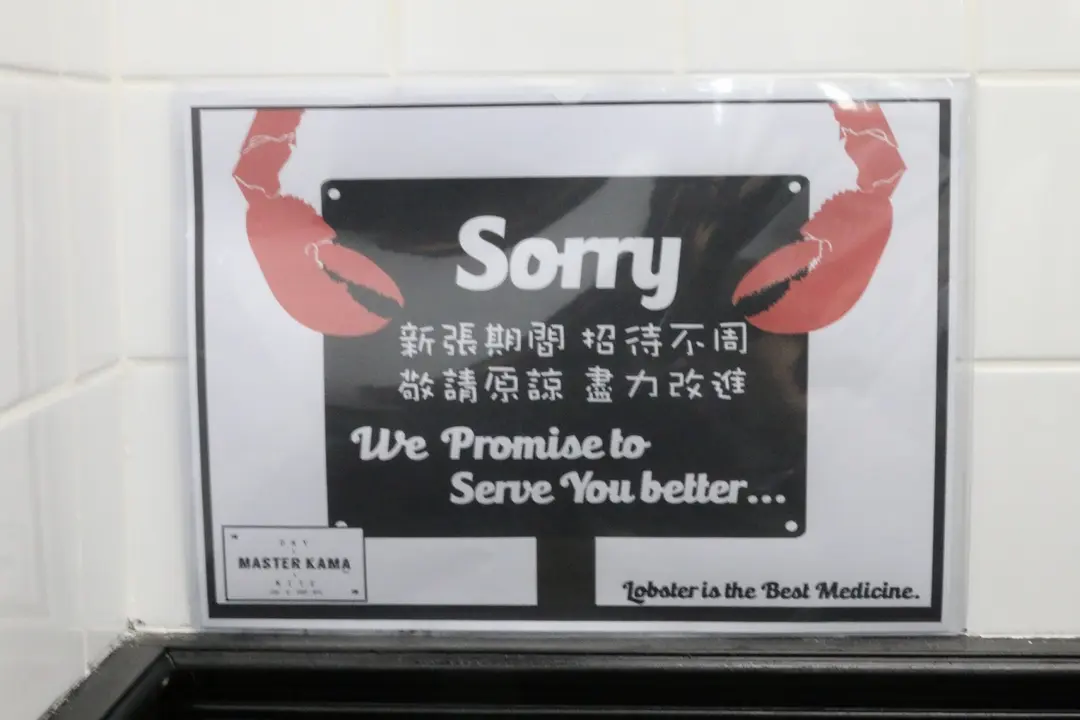 Sorry
新張期間 招待不周
敬請原諒 盡力改進
We Promise to
Serve You better...
MASTER KAMA
Lobster is the Best Medicine.